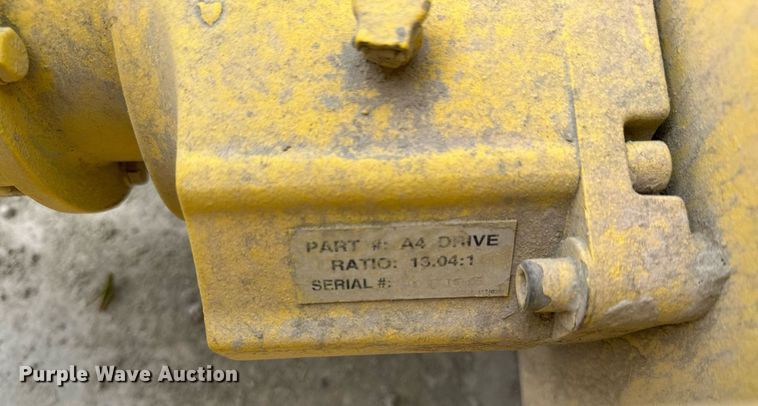 PART #: A4 DRIVE
RATIO: 13.04:1
SERIAL #:
Purple Wave Auction